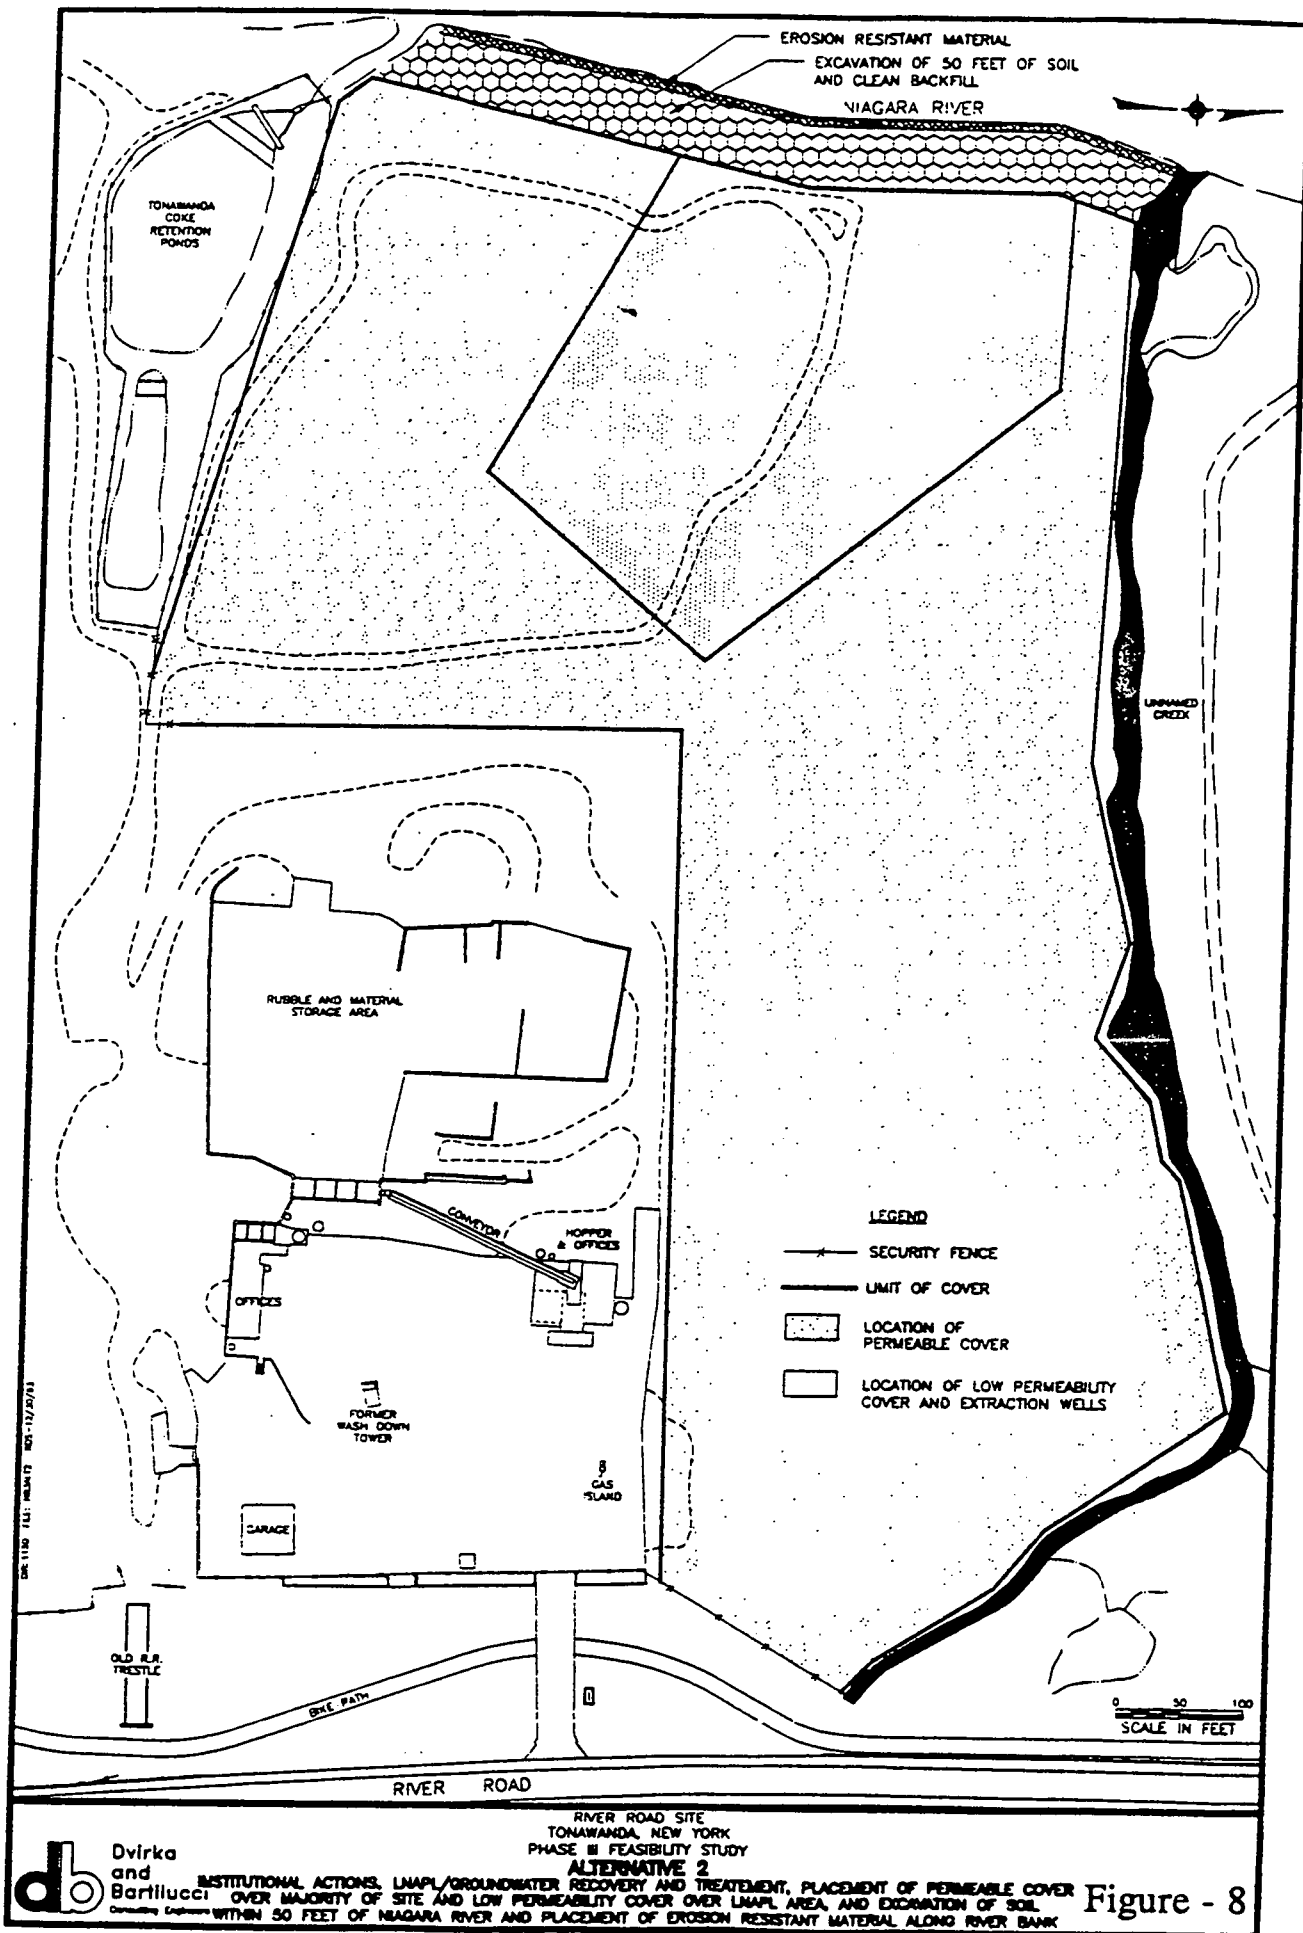 EROSION RESISTANT MATERIAL
EXCAVATION OF 50 FEET OF SOIL
AND CLEAN BACKFILL
NIAGARA RIVER
TONAWANDA
COKE
RETENTION
PONDS
UNNAMED
CREEK
RUBBLE AND MATERIAL
STORAGE AREA
CONVEYOR
HOPPER
& OFFICES
OFFICES
FORMER
WASH DOWN
TOWER
GAS
ISLAND
GARAGE
LEGEND
SECURITY FENCE
LIMIT OF COVER
LOCATION OF
PERMEABLE COVER
LOCATION OF LOW PERMEABILITY
COVER AND EXTRACTION WELLS
OLD R.R.
TRESTLE
BIKE PATH
0 50 100
SCALE IN FEET
RIVER ROAD
RIVER ROAD SITE
TONAWANDA, NEW YORK
PHASE III FEASIBILITY STUDY
ALTERNATIVE 2
INSTITUTIONAL ACTIONS, LNAPL/GROUNDWATER RECOVERY AND TREATEMENT, PLACEMENT OF PERMEABLE COVER
OVER MAJORITY OF SITE AND LOW PERMEABILITY COVER OVER LNAPL AREA, AND EXCAVATION OF SOIL
WITHIN 50 FEET OF NIAGARA RIVER AND PLACEMENT OF EROSION RESISTANT MATERIAL ALONG RIVER BANK
db
Dvirka
and
Bartilucci
Consulting Engineers
Figure - 8